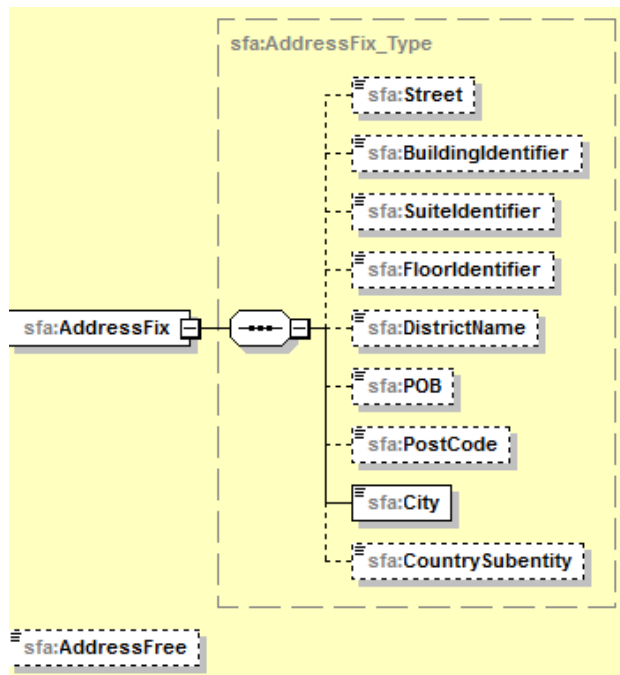 sfa:AddressFix_Type
sfa:Street
sfa:BuildingIdentifier
sfa:SuiteIdentifier
sfa:FloorIdentifier
sfa:AddressFix
sfa:DistrictName
sfa:POB
sfa:PostCode
sfa:City
sfa:CountrySubentity
sfa:AddressFree